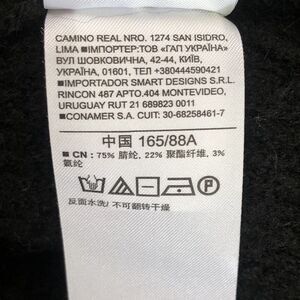 CAMINO REAL NRO. 1274 SAN ISIDRO,
LIMA ■ІМПОРТЕР:ТОВ «ГАП УКРАЇНА»
ВУЛ ШОВКОВИЧНА, 42-44, КИЇВ,
УКРАЇНА, 01601, ТЕЛ +380444590421
■IMPORTADOR SMART DESIGNS S.R.L.
RINCON 487 APTO.404 MONTEVIDEO,
URUGUAY RUT 21 689823 0011
■CONAMER S.A. CUIT: 30-68258461-7
中国 165/88A
■ CN : 75% 腈纶, 22% 聚酯纤维, 3%
氨纶
反面水洗/ 不可翻转干燥